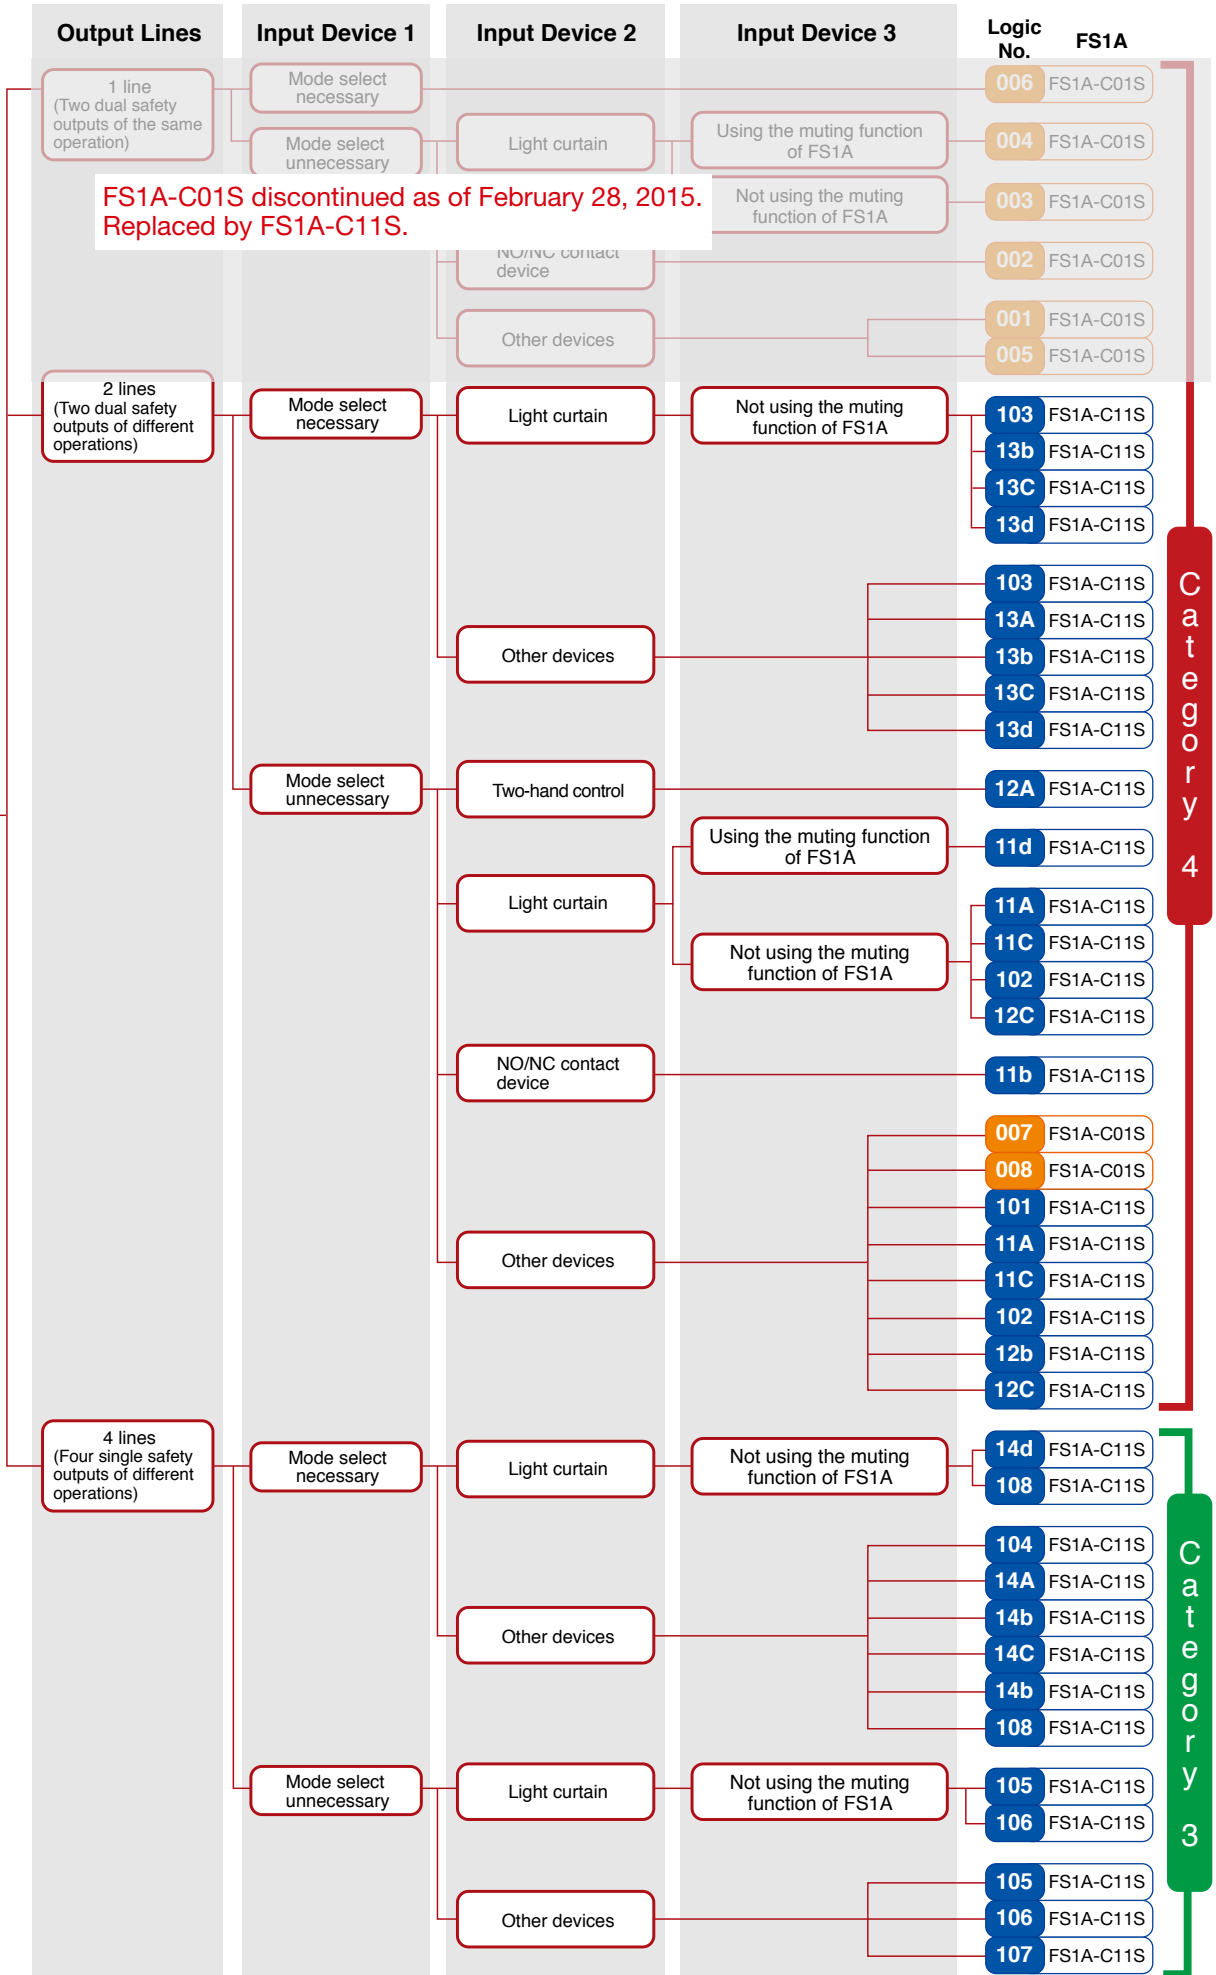 Output Lines
Input Device 1
Input Device 2
Input Device 3
Logic
No.
FS1A
1 line
(Two dual safety
outputs of the same
operation)
Mode select
necessary
006 FS1A-C01S
Mode select
unnecessary
Light curtain
Using the muting function
of FS1A
004 FS1A-C01S
FS1A-C01S discontinued as of February 28, 2015.
Replaced by FS1A-C11S.
Not using the muting
function of FS1A
003 FS1A-C01S
NO/NC contact
device
002 FS1A-C01S
Other devices
001 FS1A-C01S
005 FS1A-C01S
2 lines
(Two dual safety
outputs of different
operations)
Mode select
necessary
Light curtain
Not using the muting
function of FS1A
103 FS1A-C11S
13b FS1A-C11S
13C FS1A-C11S
13d FS1A-C11S
Other devices
103 FS1A-C11S
13A FS1A-C11S
13b FS1A-C11S
13C FS1A-C11S
13d FS1A-C11S
Mode select
unnecessary
Two-hand control
12A FS1A-C11S
Light curtain
Using the muting function
of FS1A
11d FS1A-C11S
Not using the muting
function of FS1A
11A FS1A-C11S
11C FS1A-C11S
102 FS1A-C11S
12C FS1A-C11S
NO/NC contact
device
11b FS1A-C11S
Other devices
007 FS1A-C01S
008 FS1A-C01S
101 FS1A-C11S
11A FS1A-C11S
11C FS1A-C11S
102 FS1A-C11S
12b FS1A-C11S
12C FS1A-C11S
Category 4
4 lines
(Four single safety
outputs of different
operations)
Mode select
necessary
Light curtain
Not using the muting
function of FS1A
14d FS1A-C11S
108 FS1A-C11S
Other devices
104 FS1A-C11S
14A FS1A-C11S
14b FS1A-C11S
14C FS1A-C11S
14b FS1A-C11S
108 FS1A-C11S
Mode select
unnecessary
Light curtain
Not using the muting
function of FS1A
105 FS1A-C11S
106 FS1A-C11S
Other devices
105 FS1A-C11S
106 FS1A-C11S
107 FS1A-C11S
Category 3